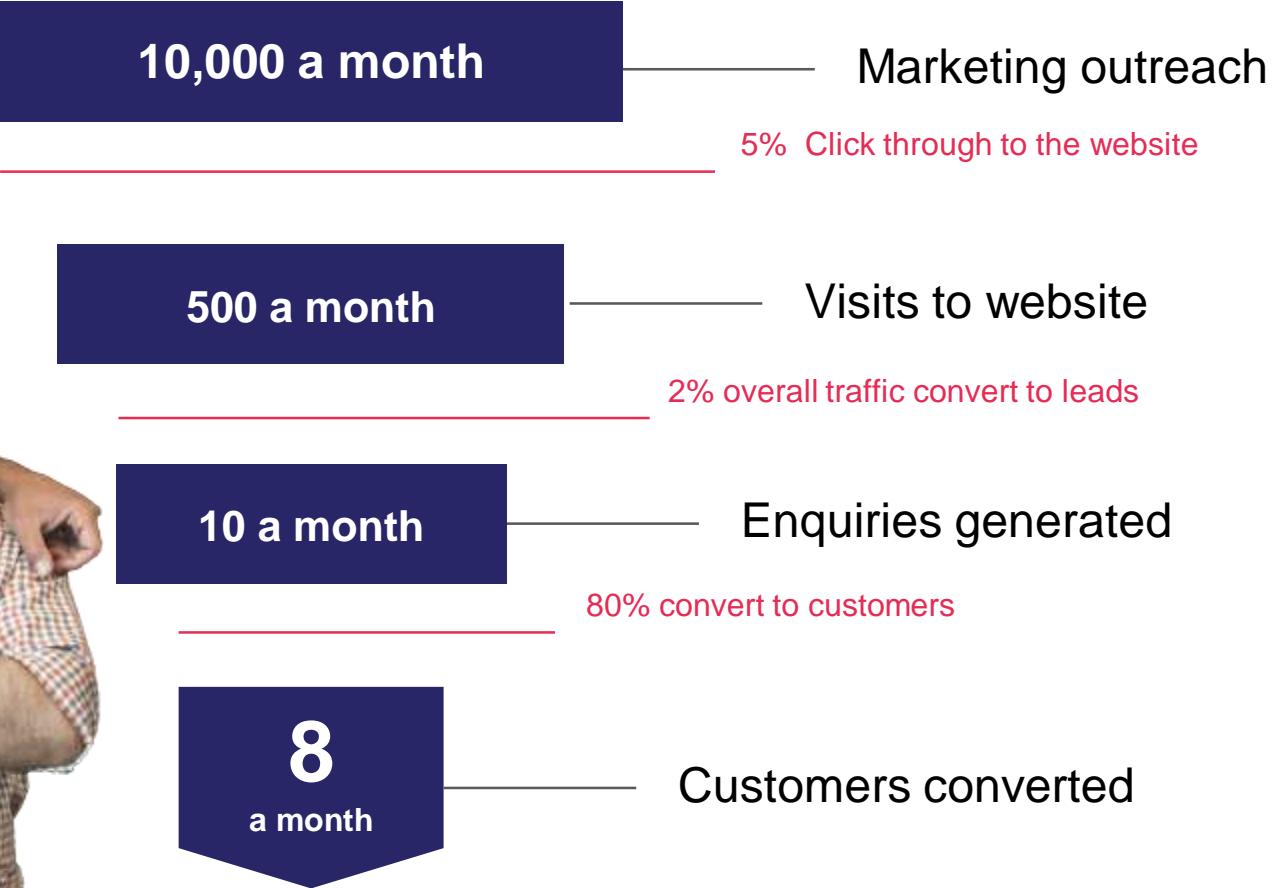 10,000 a month
Marketing outreach
5% Click through to the website
500 a month
Visits to website
2% overall traffic convert to leads
10 a month
Enquiries generated
80% convert to customers
8
a month
Customers converted